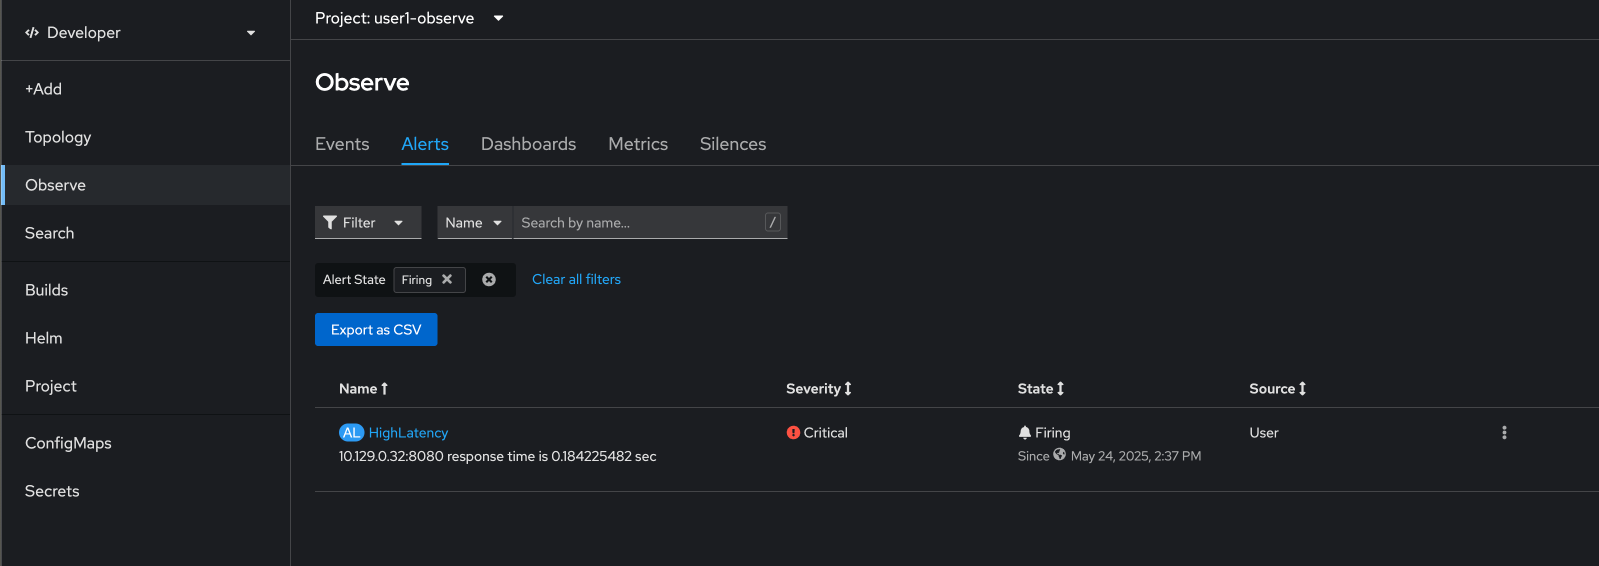 Developer
+Add
Topology
Observe
Search
Builds
Helm
Project
ConfigMaps
Secrets
Project: user1-observe
Observe
Events Alerts Dashboards Metrics Silences
Filter Name Search by name... /
Alert State Firing Clear all filters
Export as CSV
Name Severity State Source
AL HighLatency Critical Firing User
10.129.0.32:8080 response time is 0.184225482 sec Since May 24, 2025, 2:37 PM